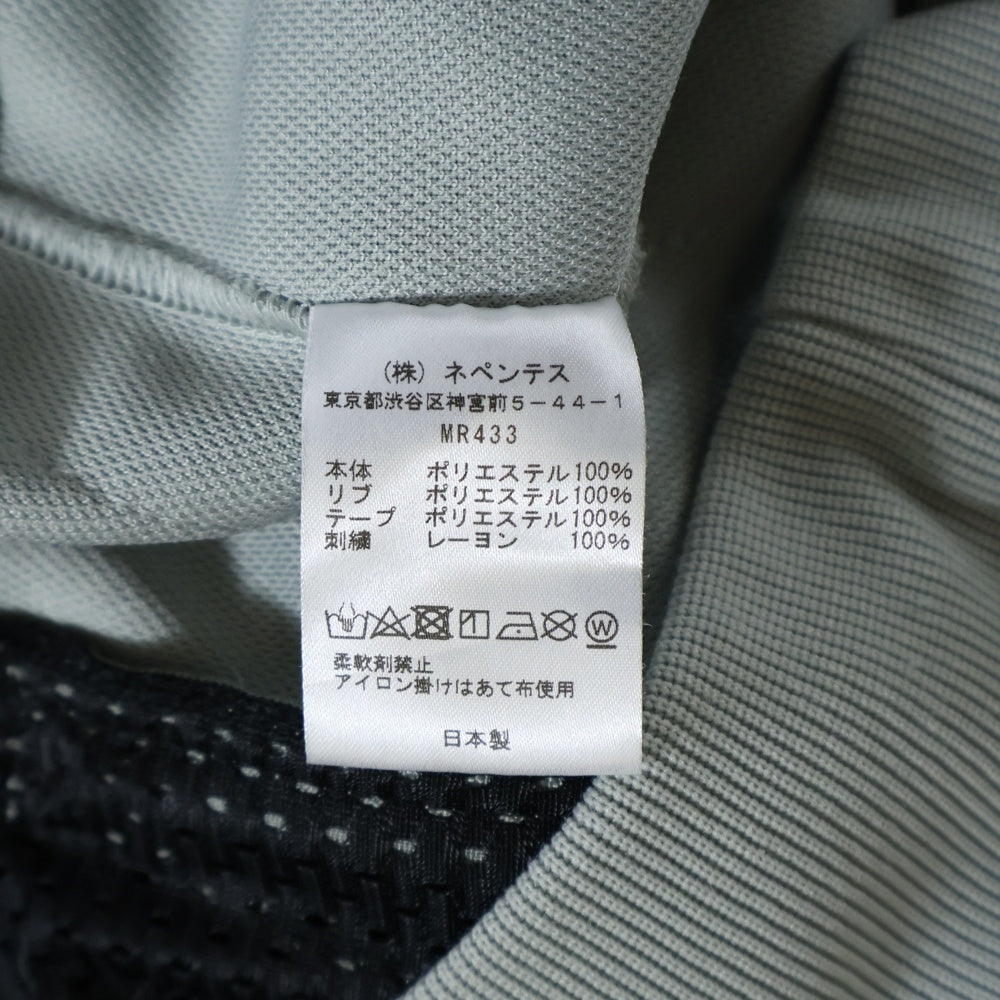 （株）ネペンテス
東京都渋谷区神宮前５－４４－１
MR433
本体 ポリエステル100%
リブ ポリエステル100%
テープ ポリエステル100%
刺繍 レーヨン 100%
W
柔軟剤禁止
アイロン掛けはあて布使用
日本製